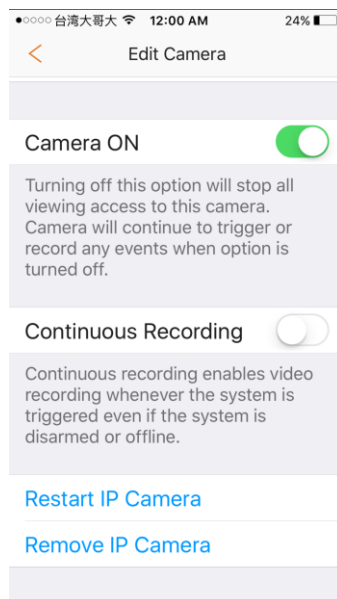 台湾大哥大 12:00 AM 24%
Edit Camera
Camera ON
Turning off this option will stop all
viewing access to this camera.
Camera will continue to trigger or
record any events when option is
turned off.
Continuous Recording
Continuous recording enables video
recording whenever the system is
triggered even if the system is
disarmed or offline.
Restart IP Camera
Remove IP Camera